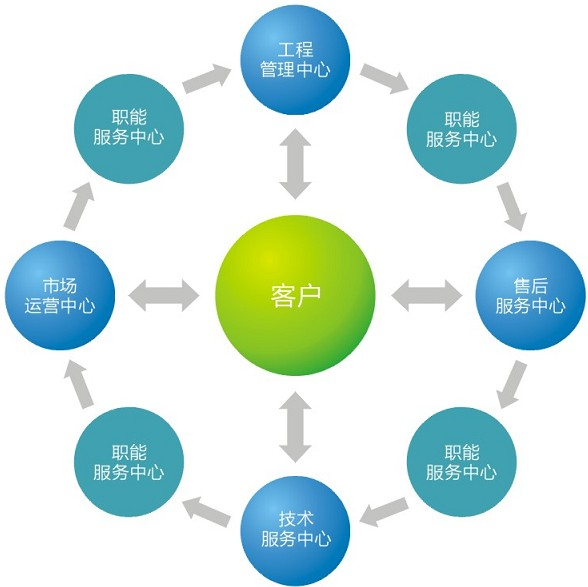 工程
管理中心
职能
服务中心
职能
服务中心
市场
运营中心
客户
售后
服务中心
职能
服务中心
职能
服务中心
技术
服务中心